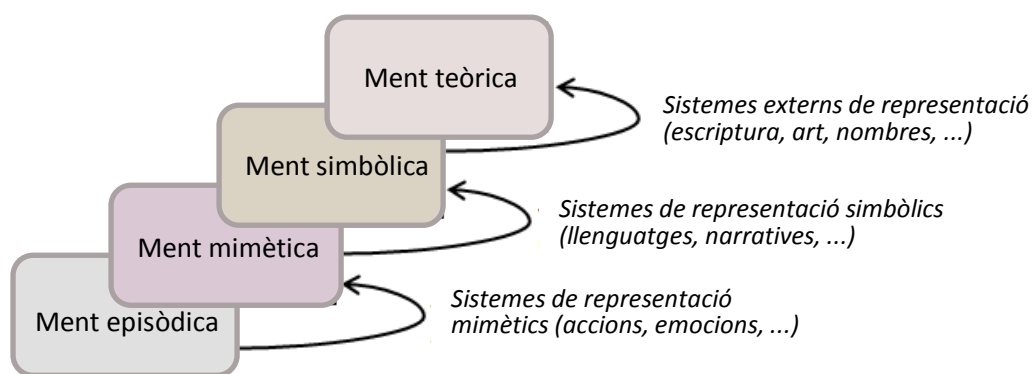 Ment teòrica
Sistemes externs de representació
(escriptura, art, nombres, ...)
Ment simbòlica
Sistemes de representació simbòlics
(llenguatges, narratives, ...)
Ment mimètica
Sistemes de representació
mimètics (accions, emocions, ...)
Ment episòdica